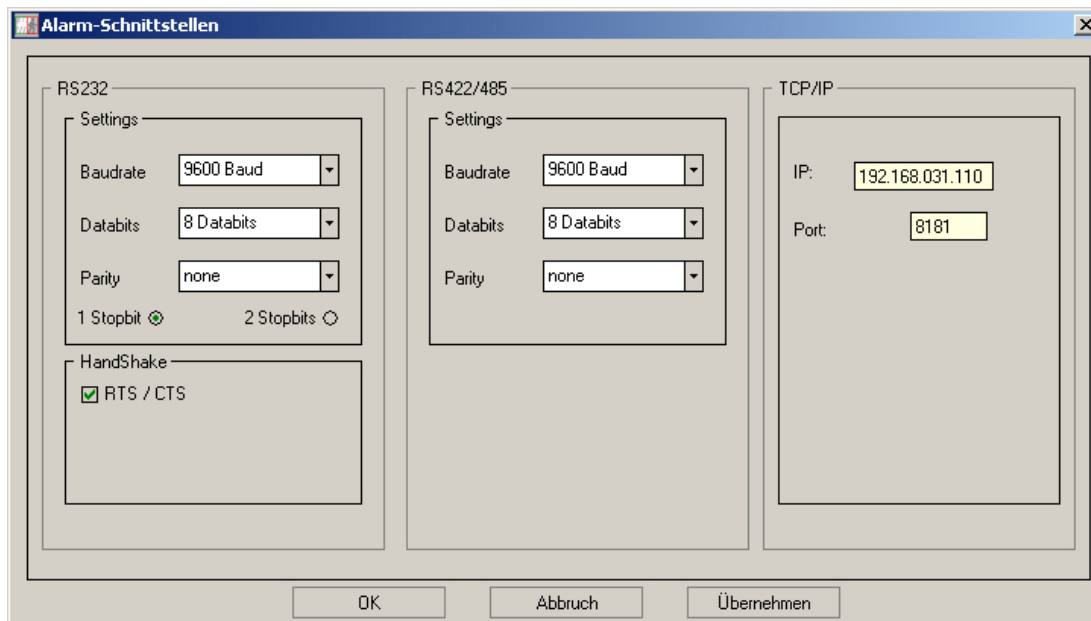 Alarm-Schnittstellen
RS232
Settings
Baudrate 9600 Baud
Databits 8 Databits
Parity none
1 Stopbit 2 Stopbits
HandShake
RTS / CTS
RS422/485
Settings
Baudrate 9600 Baud
Databits 8 Databits
Parity none
TCP/IP
IP: 192.168.031.110
Port: 8181
OK Abbruch Übernehmen